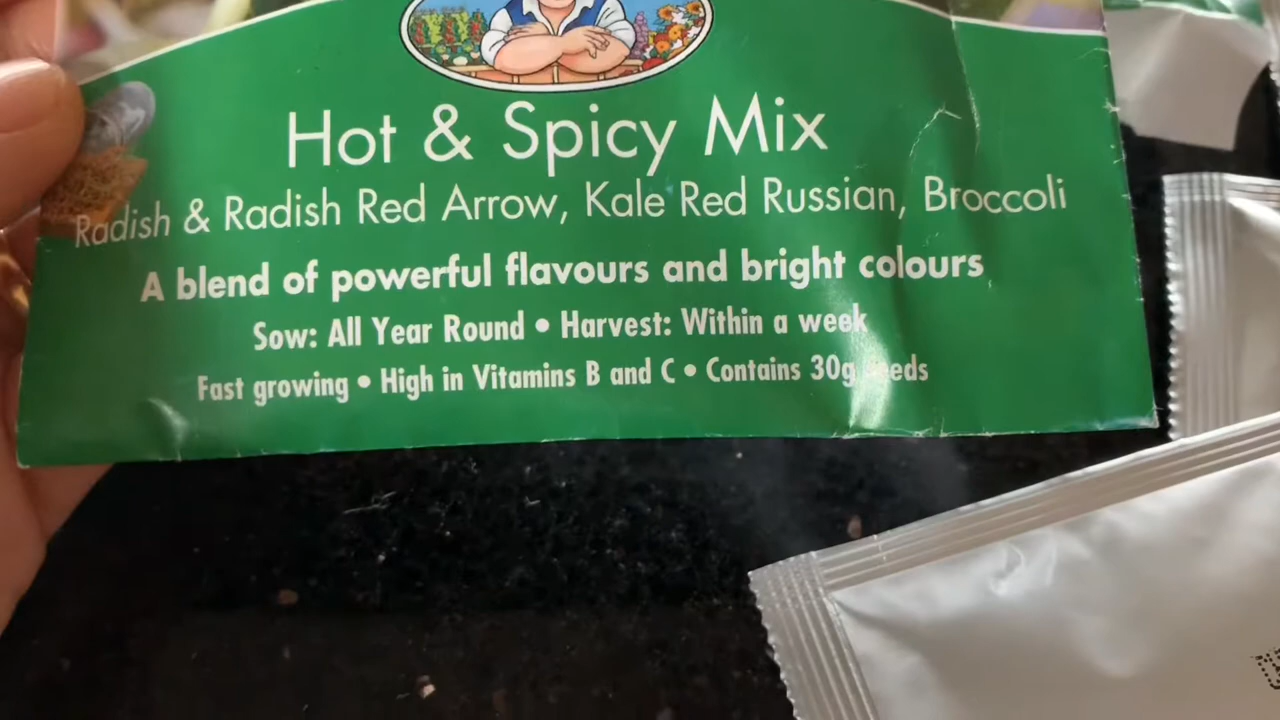 Hot & Spicy Mix
Radish & Radish Red Arrow, Kale Red Russian, Broccoli
A blend of powerful flavours and bright colours
Sow: All Year Round • Harvest: Within a week
Fast growing • High in Vitamins B and C • Contains 30g seeds